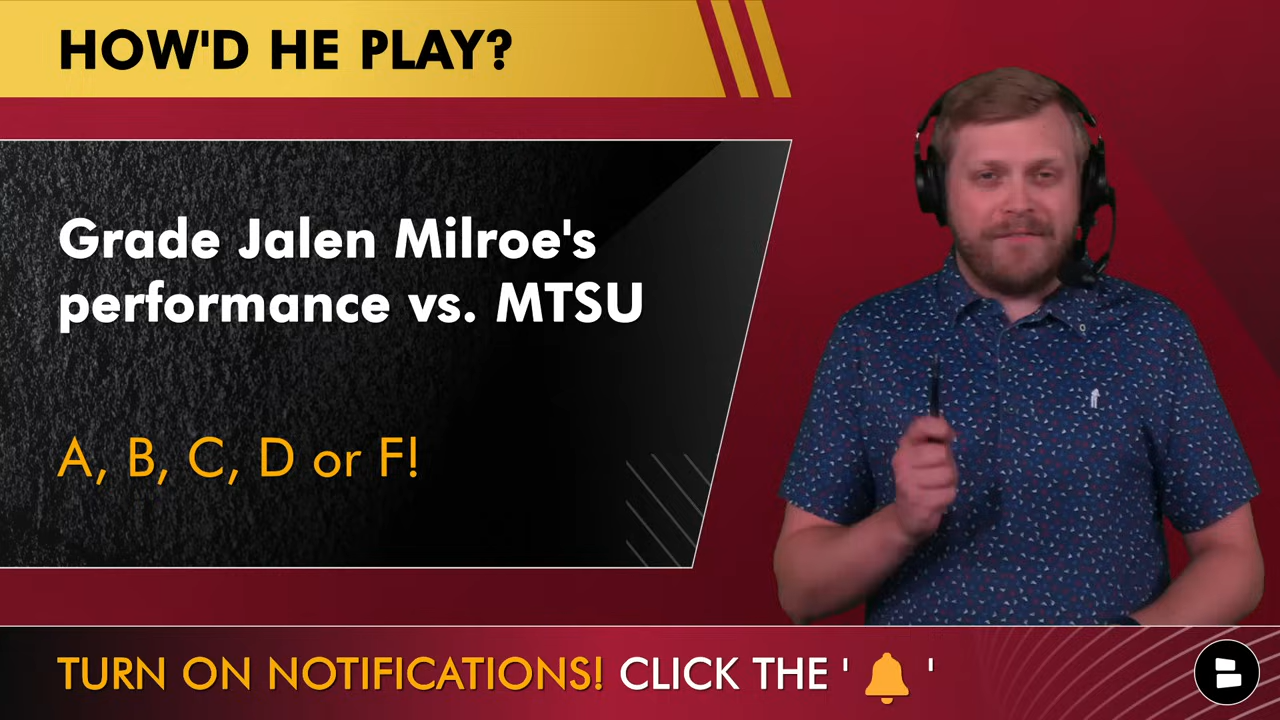 HOW'D HE PLAY?
Grade Jalen Milroe's
performance vs. MTSU
A, B, C, D or F!
TURN ON NOTIFICATIONS! CLICK THE ' '